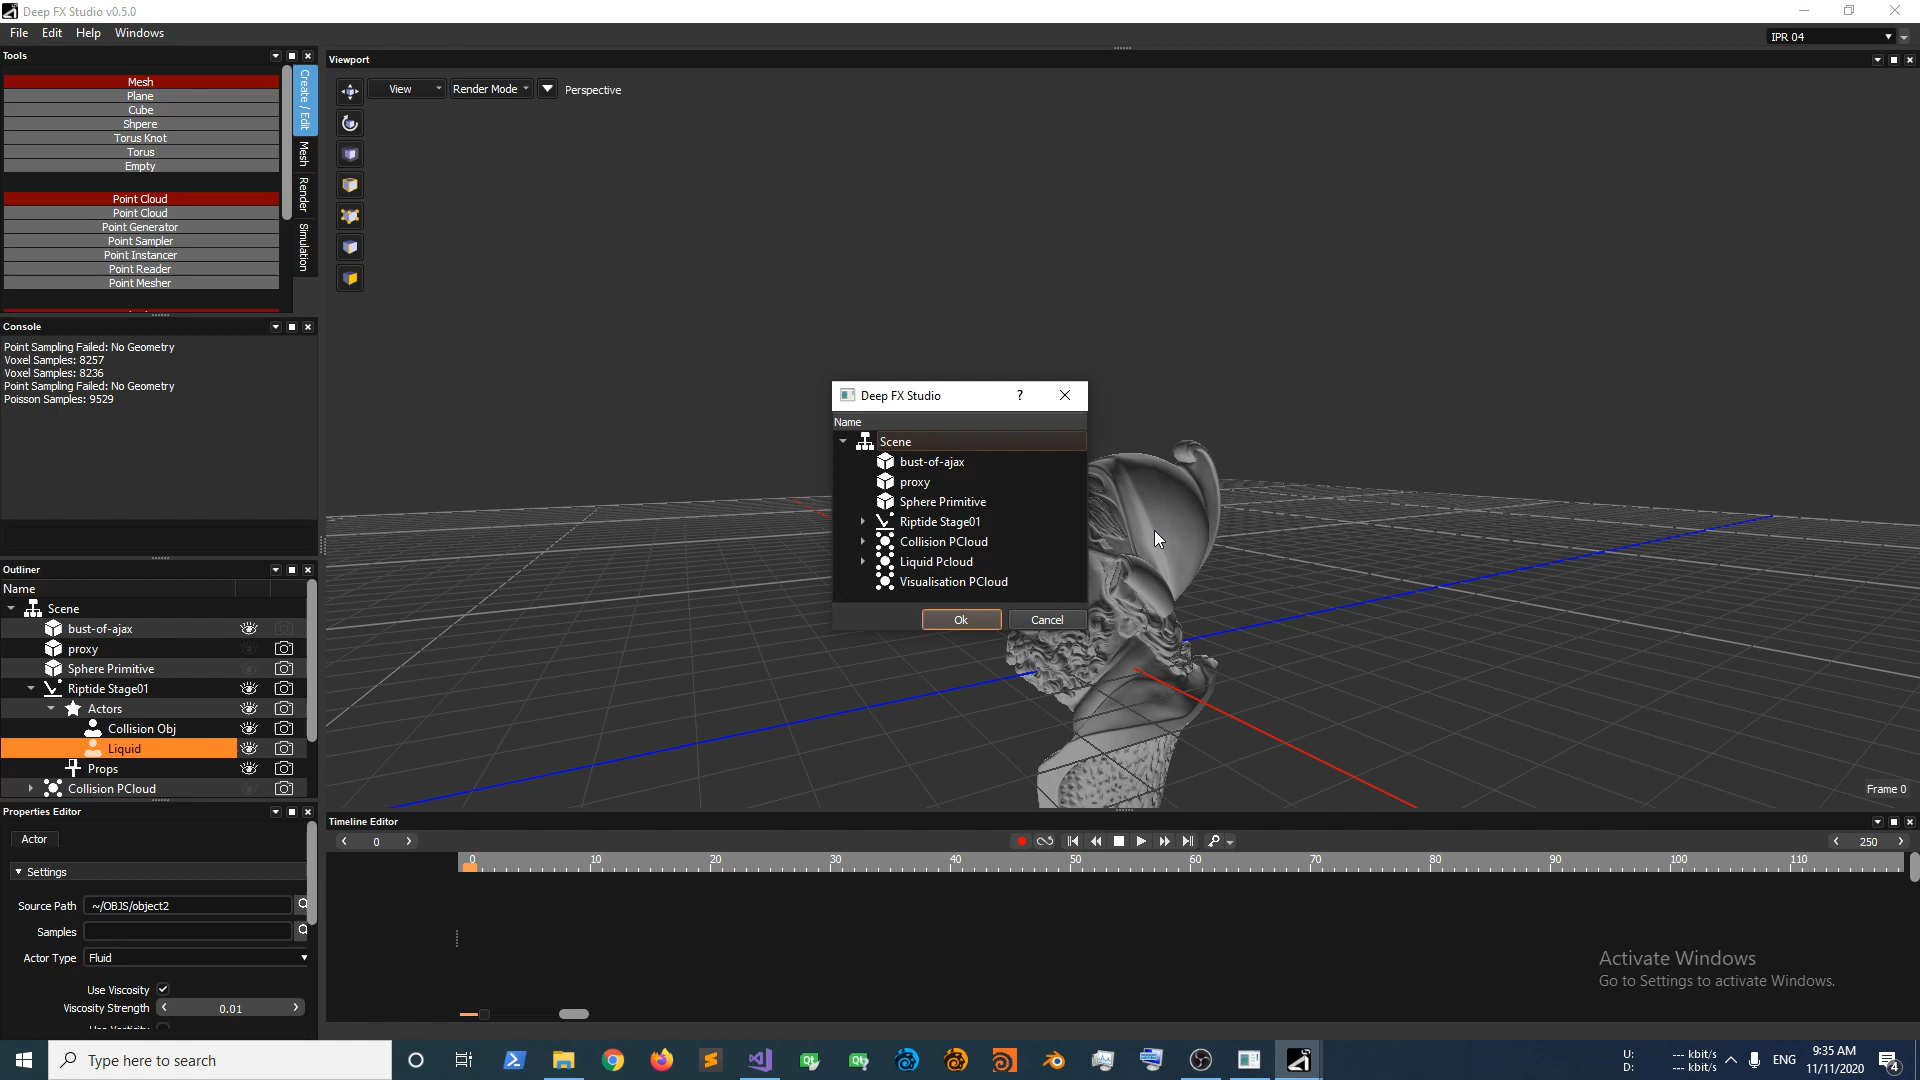 Deep FX Studio v0.5.0
File Edit Help Windows
IPR 04
Tools
Mesh
Plane
Cube
Shpere
Torus Knot
Torus
Empty
Point Cloud
Point Cloud
Point Generator
Point Sampler
Point Instancer
Point Reader
Point Mesher
Create / Edit
Mesh
Render
Simulation
Viewport
View
Render Mode
Perspective
Console
Point Sampling Failed: No Geometry
Voxel Samples: 8257
Voxel Samples: 8236
Point Sampling Failed: No Geometry
Poisson Samples: 9529
Deep FX Studio
?
Name
Scene
bust-of-ajax
proxy
Sphere Primitive
Riptide Stage01
Collision PCloud
Liquid Pcloud
Visualisation PCloud
Ok
Cancel
Outliner
Name
Scene
bust-of-ajax
proxy
Sphere Primitive
Riptide Stage01
Actors
Collision Obj
Liquid
Props
Collision PCloud
Frame 0
Properties Editor
Actor
Settings
Source Path ~/OBJS/object2
Samples
Actor Type Fluid
Use Viscosity
Viscosity Strength 0.01
Timeline Editor
0
250
0 10 20 30 40 50 60 70 80 90 100 110
Activate Windows
Go to Settings to activate Windows.
Type here to search
U: --- kbit/s
D: --- kbit/s
ENG
9:35 AM
11/11/2020
4